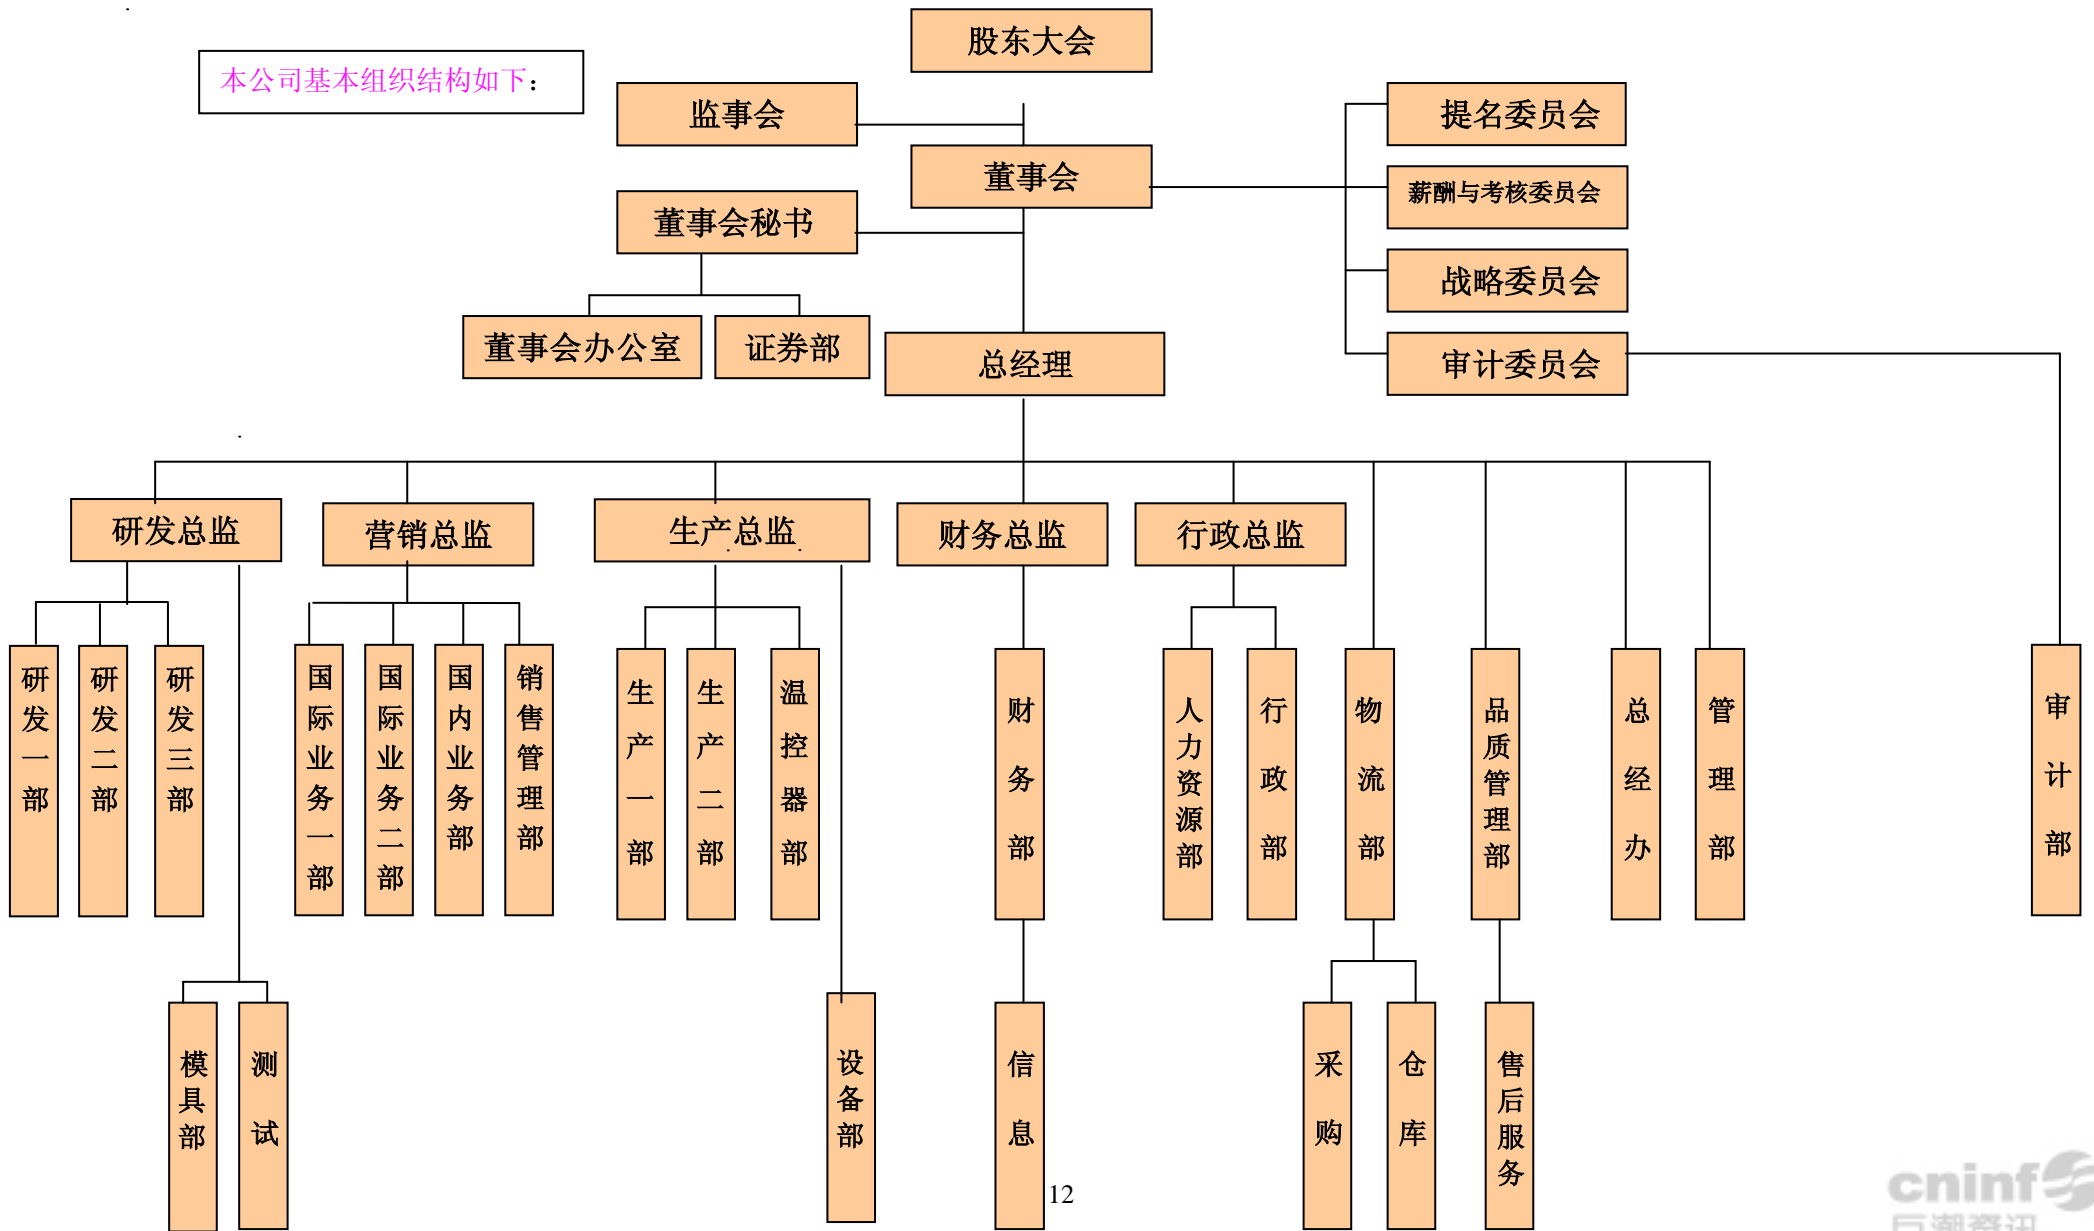 股东大会
本公司基本组织结构如下：
监事会
提名委员会
董事会
薪酬与考核委员会
董事会秘书
战略委员会
董事会办公室
证券部
总经理
审计委员会
研发总监
营销总监
生产总监
财务总监
行政总监
研发一部
研发二部
研发三部
国际业务一部
国际业务二部
国内业务部
销售管理部
生产一部
生产二部
温控器部
财务部
人力资源部
行政部
物流部
品质管理部
总经办
管理部
审计部
模具部
测试
设备部
信息
采购
仓库
售后服务
12
cninf
巨潮资讯